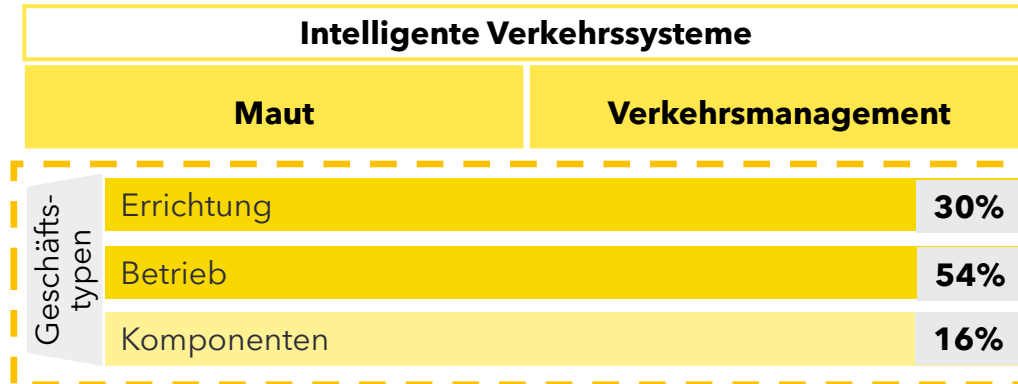 Intelligente Verkehrssysteme
Maut
Verkehrsmanagement
Geschäfts-
typen
Errichtung 30%
Betrieb 54%
Komponenten 16%